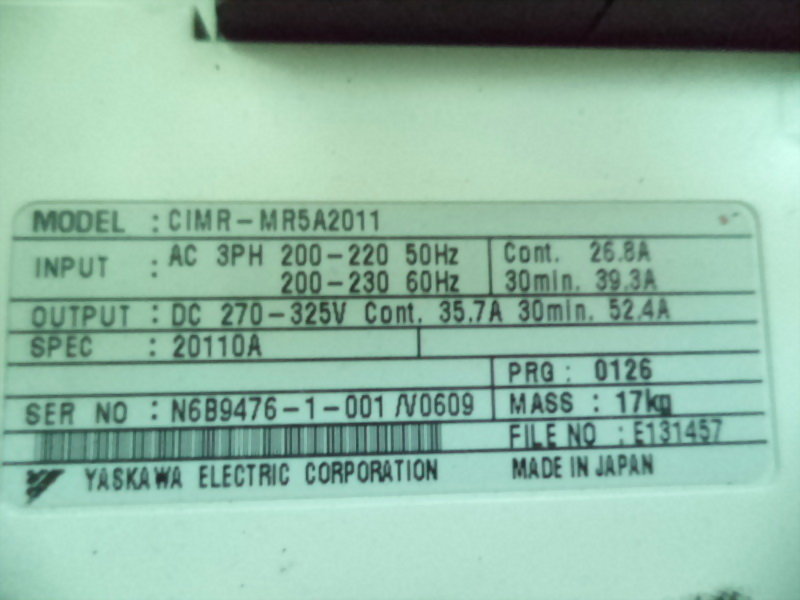 MODEL : CIMR-MR5A2011
INPUT : AC 3PH 200-220 50Hz Cont. 26.8A
200-230 60Hz 30min. 39.3A
OUTPUT : DC 270-325V Cont. 35.7A 30min. 52.4A
SPEC : 20110A
PRG : 0126
SER NO : N6B9476-1-001/V0609 MASS : 17kg
FILE NO : E131457
YASKAWA ELECTRIC CORPORATION MADE IN JAPAN